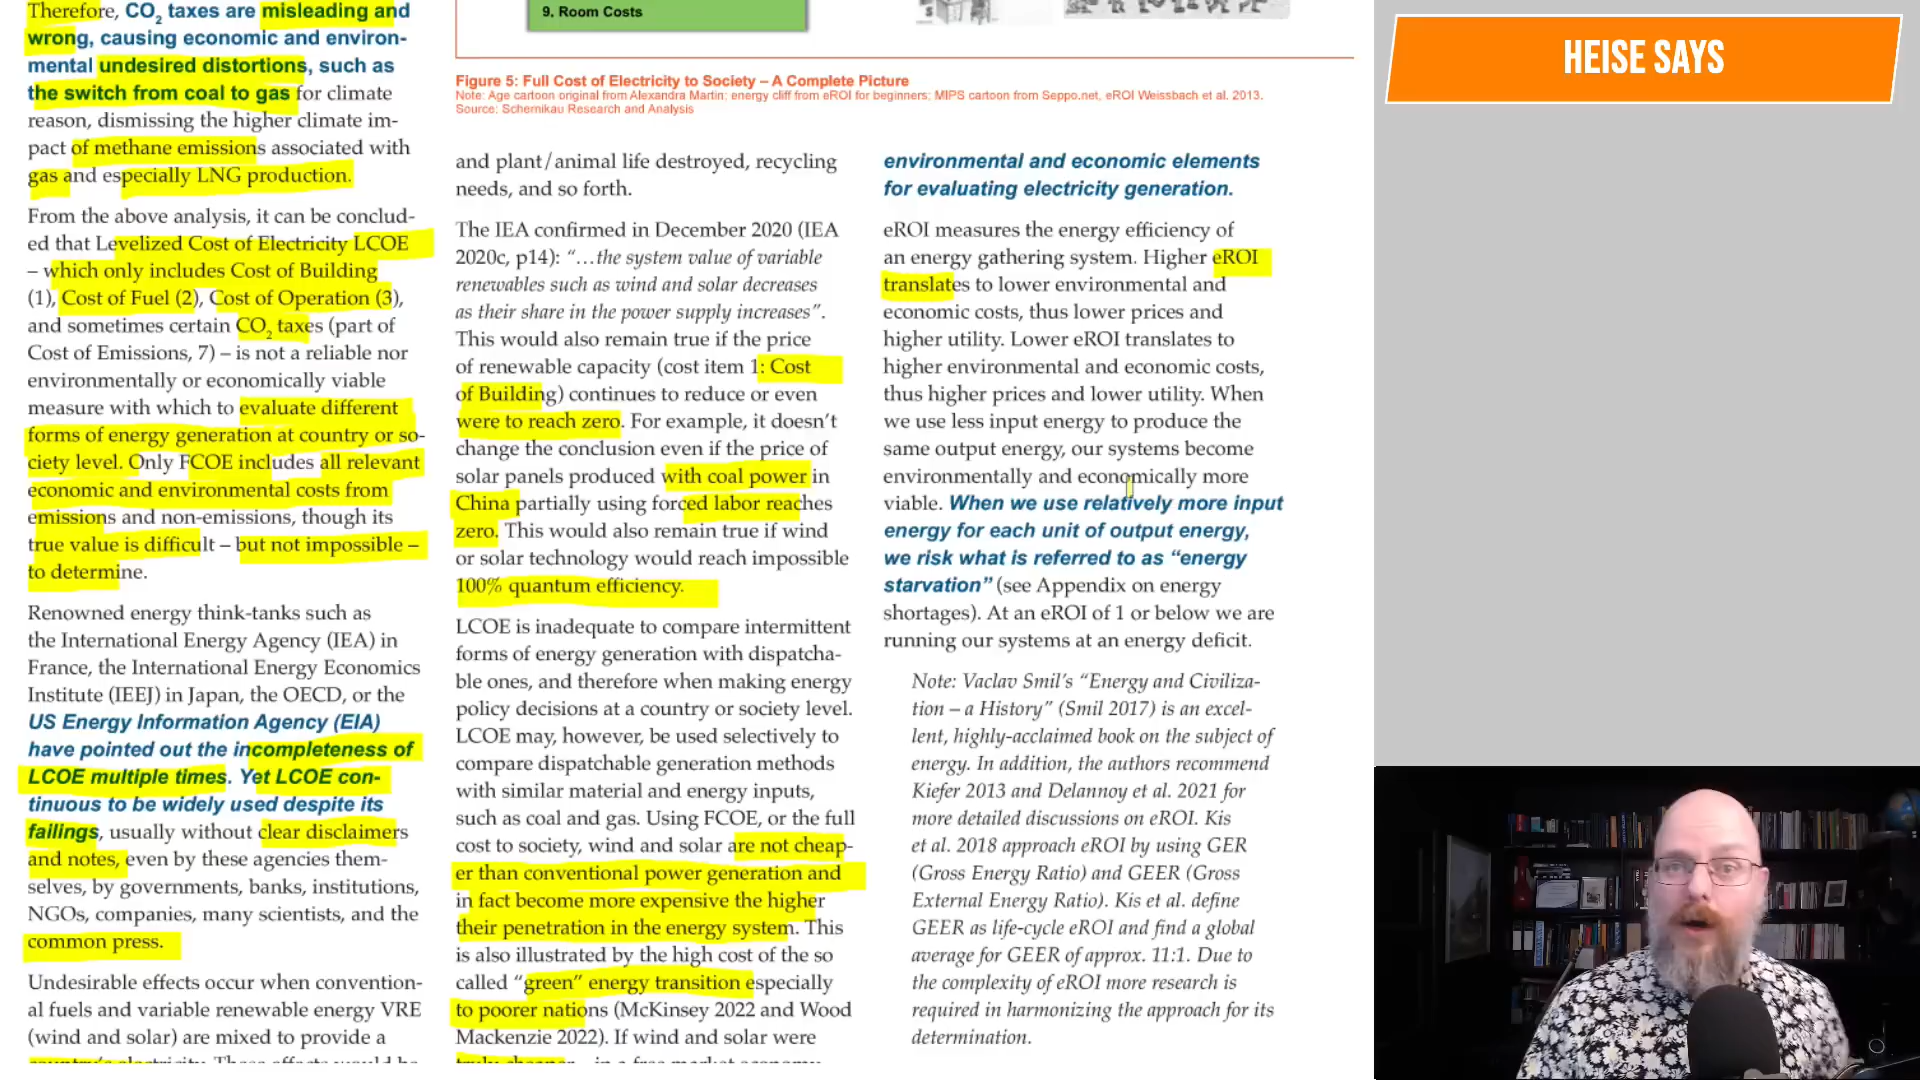 Therefore, CO2 taxes are misleading and
wrong, causing economic and environ-
mental undesired distortions, such as
the switch from coal to gas for climate
reason, dismissing the higher climate im-
pact of methane emissions associated with
gas and especially LNG production.
From the above analysis, it can be conclud-
ed that Levelized Cost of Electricity LCOE
– which only includes Cost of Building
(1), Cost of Fuel (2), Cost of Operation (3),
and sometimes certain CO2 taxes (part of
Cost of Emissions, 7) – is not a reliable nor
environmentally or economically viable
measure with which to evaluate different
forms of energy generation at country or so-
ciety level. Only FCOE includes all relevant
economic and environmental costs from
emissions and non-emissions, though its
true value is difficult – but not impossible –
to determine.
Renowned energy think-tanks such as
the International Energy Agency (IEA) in
France, the International Energy Economics
Institute (IEEJ) in Japan, the OECD, or the
US Energy Information Agency (EIA)
have pointed out the incompleteness of
LCOE multiple times. Yet LCOE con-
tinuous to be widely used despite its
failings, usually without clear disclaimers
and notes, even by these agencies them-
selves, by governments, banks, institutions,
NGOs, companies, many scientists, and the
common press.
Undesirable effects occur when convention-
al fuels and variable renewable energy VRE
(wind and solar) are mixed to provide a
country's electricity. These effects would be
9. Room Costs
Figure 5: Full Cost of Electricity to Society – A Complete Picture
Note: Age cartoon original from Alexandra Martin; energy cliff from eROI for beginners; MIPS cartoon from Seppo.net, eROI Weissbach et al. 2013.
Source: Schernikau Research and Analysis
and plant/animal life destroyed, recycling
needs, and so forth.
The IEA confirmed in December 2020 (IEA
2020c, p14): “…the system value of variable
renewables such as wind and solar decreases
as their share in the power supply increases”.
This would also remain true if the price
of renewable capacity (cost item 1: Cost
of Building) continues to reduce or even
were to reach zero. For example, it doesn’t
change the conclusion even if the price of
solar panels produced with coal power in
China partially using forced labor reaches
zero. This would also remain true if wind
or solar technology would reach impossible
100% quantum efficiency.
LCOE is inadequate to compare intermittent
forms of energy generation with dispatcha-
ble ones, and therefore when making energy
policy decisions at a country or society level.
LCOE may, however, be used selectively to
compare dispatchable generation methods
with similar material and energy inputs,
such as coal and gas. Using FCOE, or the full
cost to society, wind and solar are not cheap-
er than conventional power generation and
in fact become more expensive the higher
their penetration in the energy system. This
is also illustrated by the high cost of the so
called “green” energy transition especially
to poorer nations (McKinsey 2022 and Wood
Mackenzie 2022). If wind and solar were
truly cheaper – in a free market economy
environmental and economic elements
for evaluating electricity generation.
eROI measures the energy efficiency of
an energy gathering system. Higher eROI
translates to lower environmental and
economic costs, thus lower prices and
higher utility. Lower eROI translates to
higher environmental and economic costs,
thus higher prices and lower utility. When
we use less input energy to produce the
same output energy, our systems become
environmentally and economically more
viable. When we use relatively more input
energy for each unit of output energy,
we risk what is referred to as “energy
starvation” (see Appendix on energy
shortages). At an eROI of 1 or below we are
running our systems at an energy deficit.
Note: Vaclav Smil’s “Energy and Civiliza-
tion – a History” (Smil 2017) is an excel-
lent, highly-acclaimed book on the subject of
energy. In addition, the authors recommend
Kiefer 2013 and Delannoy et al. 2021 for
more detailed discussions on eROI. Kis
et al. 2018 approach eROI by using GER
(Gross Energy Ratio) and GEER (Gross
External Energy Ratio). Kis et al. define
GEER as life-cycle eROI and find a global
average for GEER of approx. 11:1. Due to
the complexity of eROI more research is
required in harmonizing the approach for its
determination.
HEISE SAYS